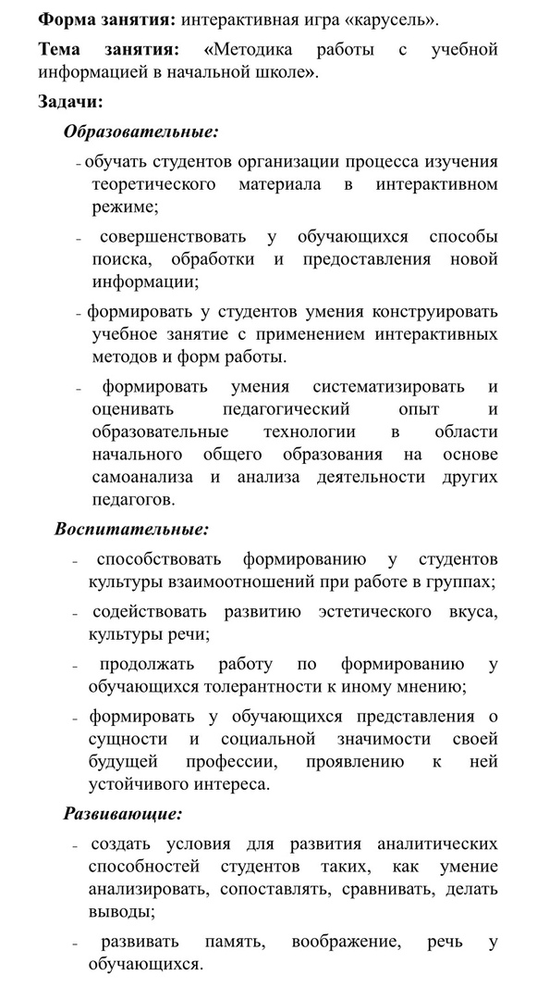 Форма занятия: интерактивная игра «карусель».
Тема занятия: «Методика работы с учебной
информацией в начальной школе».
Задачи:
Образовательные:
- обучать студентов организации процесса изучения
теоретического материала в интерактивном
режиме;
- совершенствовать у обучающихся способы
поиска, обработки и предоставления новой
информации;
- формировать у студентов умения конструировать
учебное занятие с применением интерактивных
методов и форм работы.
- формировать умения систематизировать и
оценивать педагогический опыт и
образовательные технологии в области
начального общего образования на основе
самоанализа и анализа деятельности других
педагогов.
Воспитательные:
- способствовать формированию у студентов
культуры взаимоотношений при работе в группах;
- содействовать развитию эстетического вкуса,
культуры речи;
- продолжать работу по формированию у
обучающихся толерантности к иному мнению;
- формировать у обучающихся представления о
сущности и социальной значимости своей
будущей профессии, проявлению к ней
устойчивого интереса.
Развивающие:
- создать условия для развития аналитических
способностей студентов таких, как умение
анализировать, сопоставлять, сравнивать, делать
выводы;
- развивать память, воображение, речь у
обучающихся.